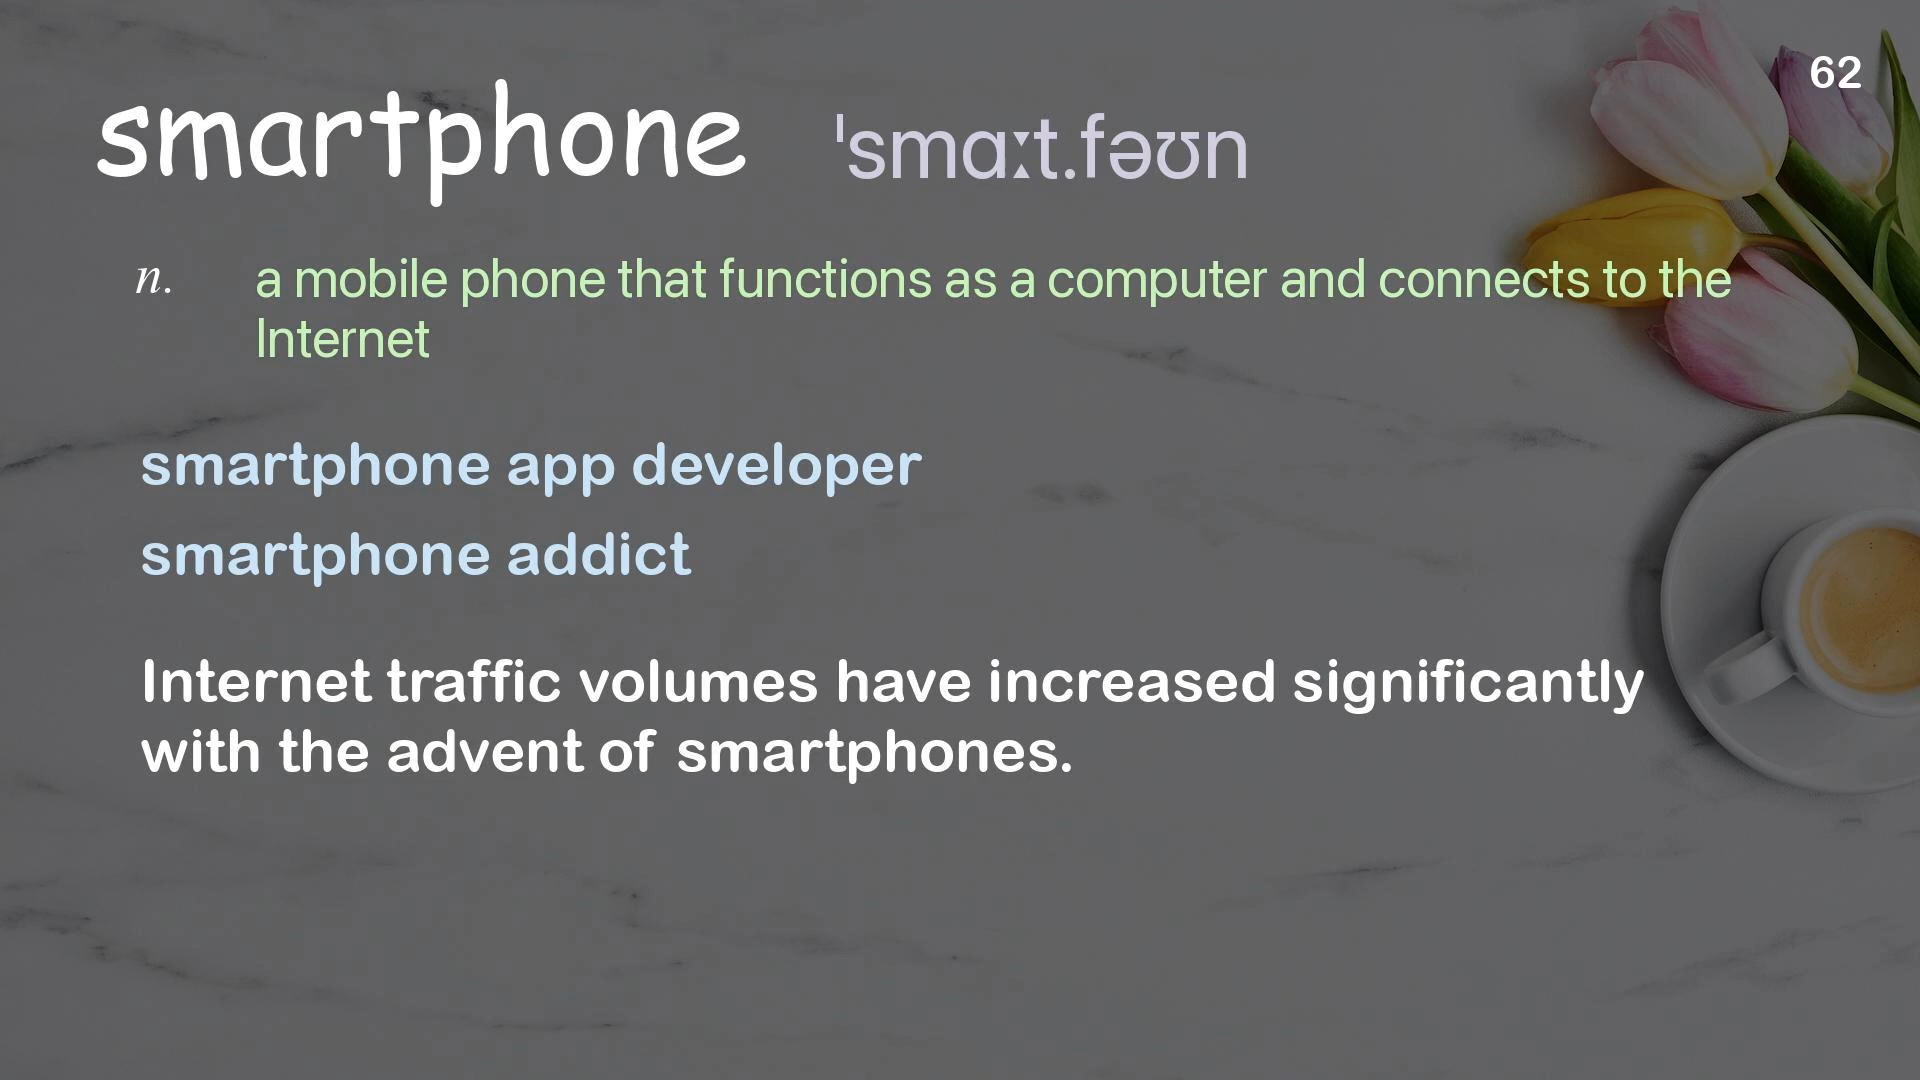 62
smartphone ˈsmɑːt.fəʊn
n. a mobile phone that functions as a computer and connects to the
Internet
smartphone app developer
smartphone addict
Internet traffic volumes have increased significantly
with the advent of smartphones.